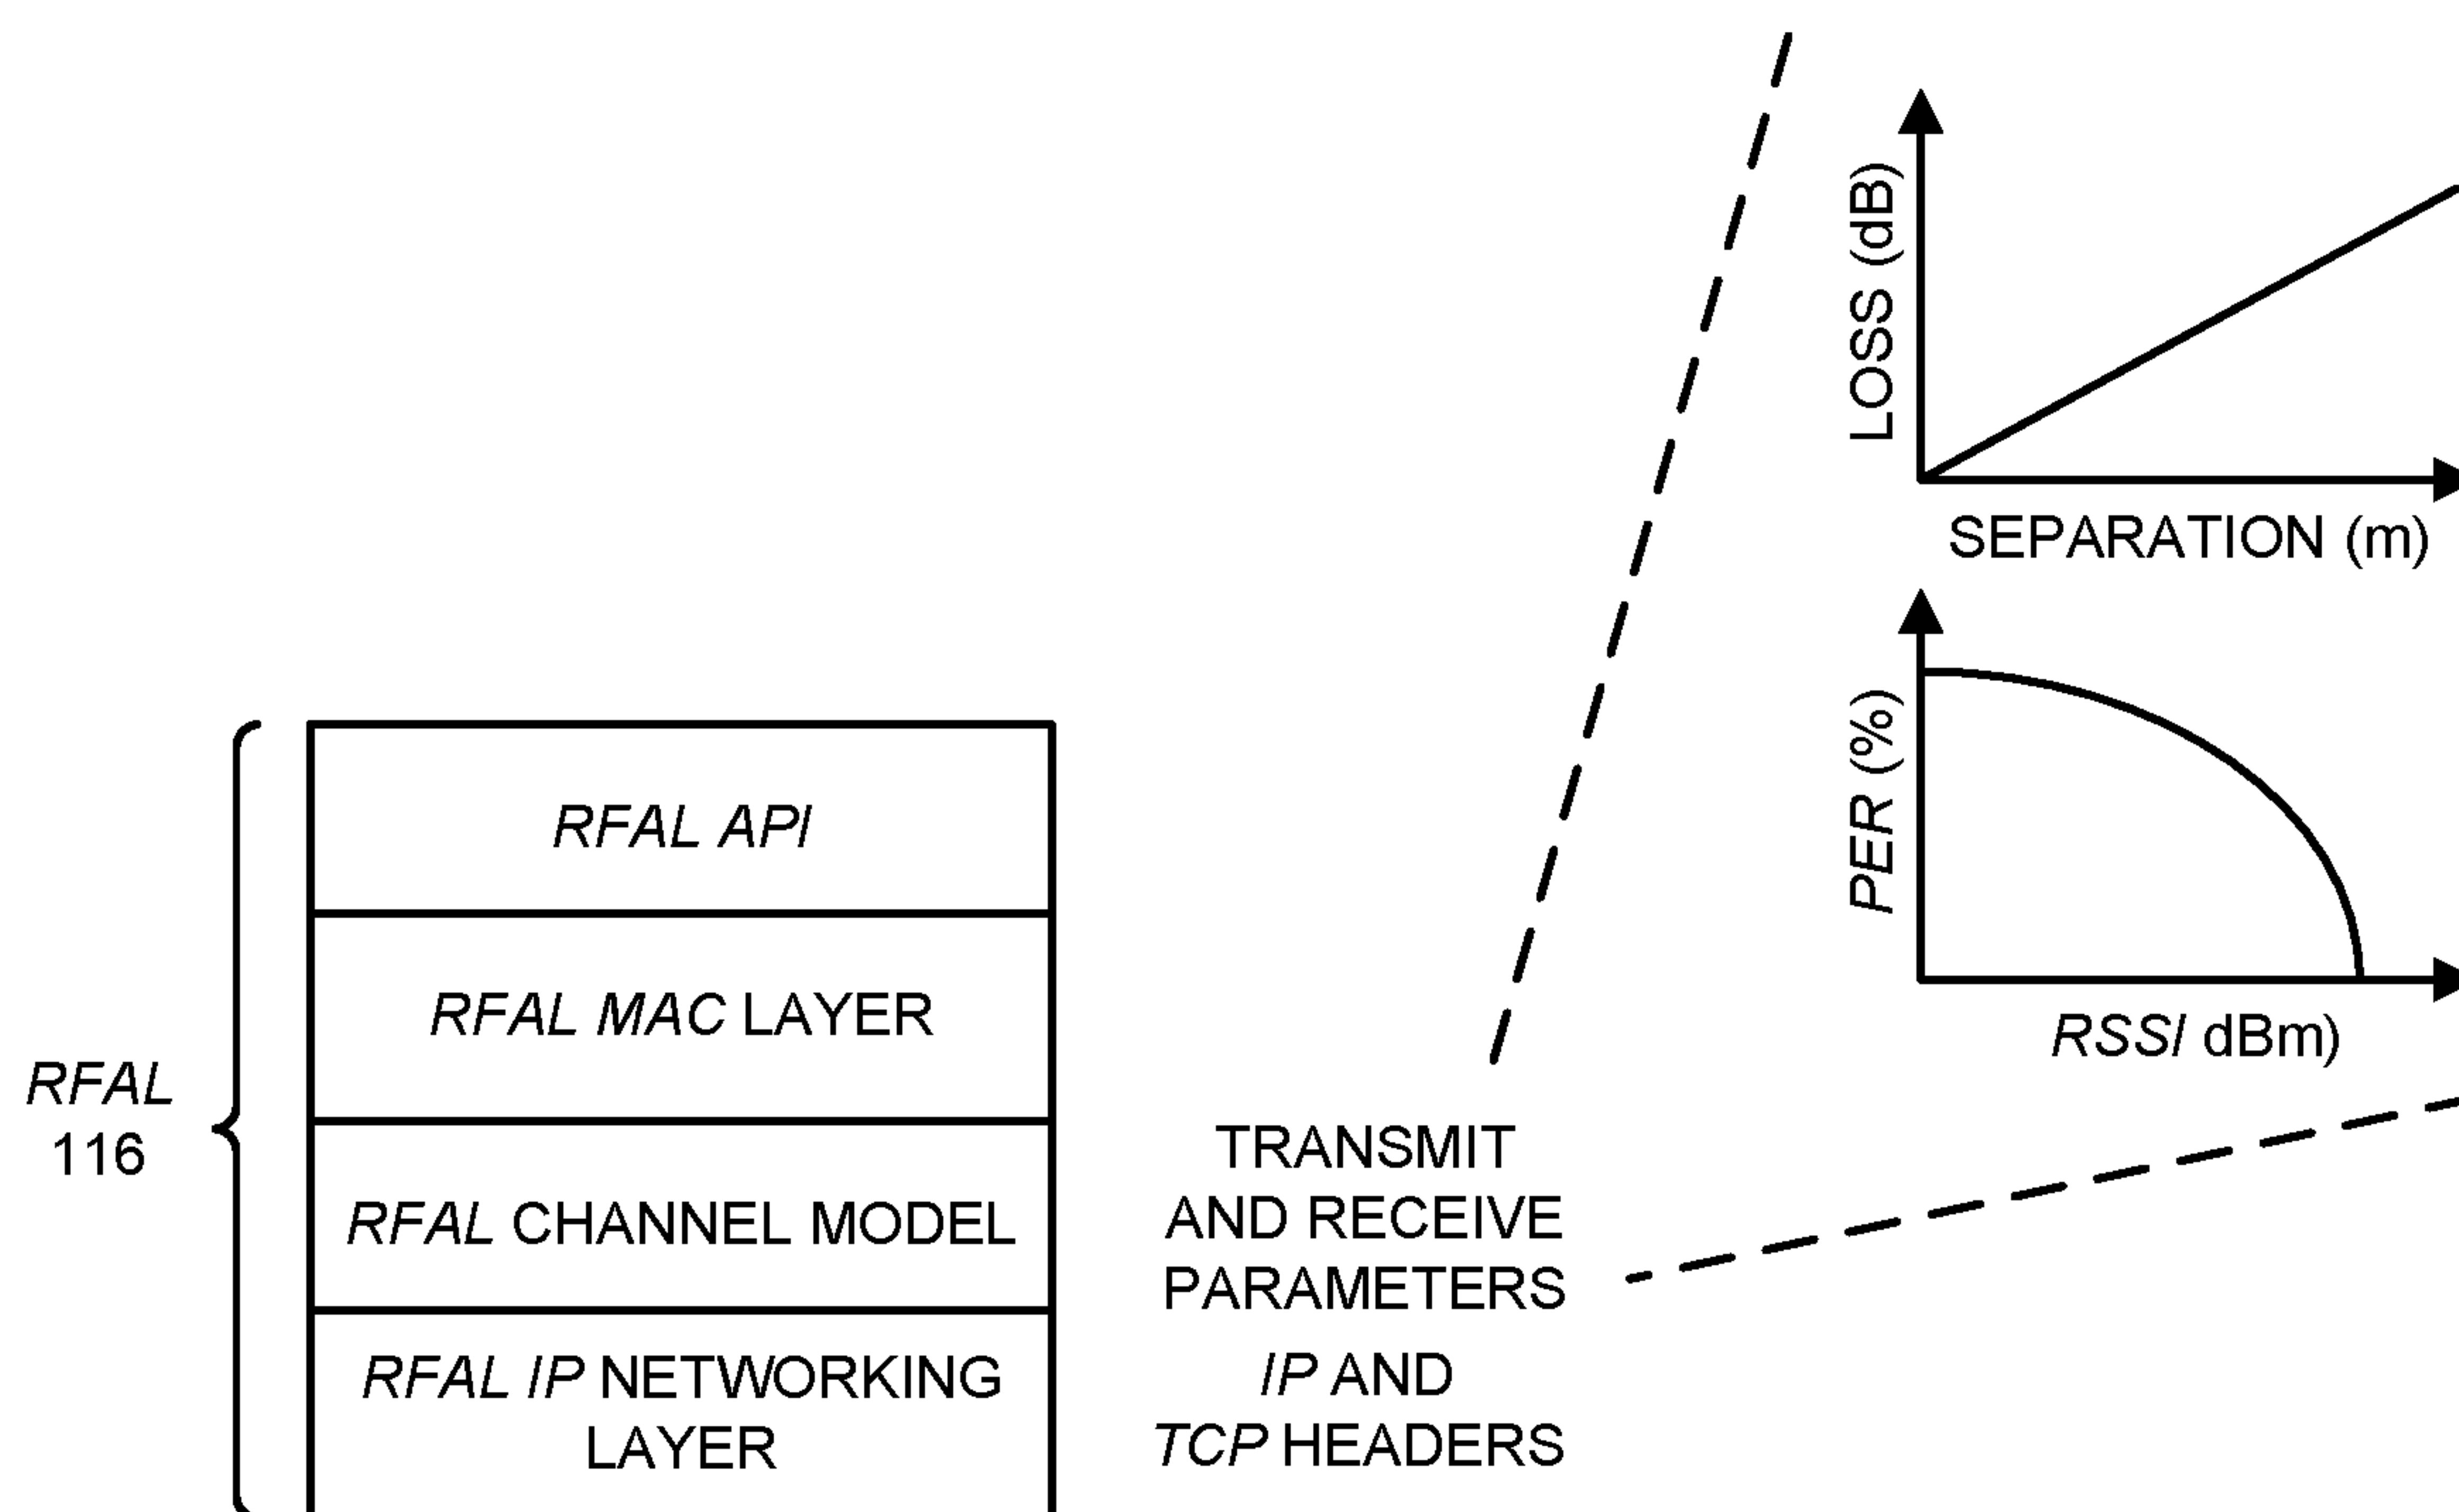 LOSS (dB)
SEPARATION (m)
PER (%)
RSSI dBm)
RFAL
116
RFAL API
RFAL MAC LAYER
RFAL CHANNEL MODEL
RFAL IP NETWORKING
LAYER
TRANSMIT
AND RECEIVE
PARAMETERS
IP AND
TCP HEADERS